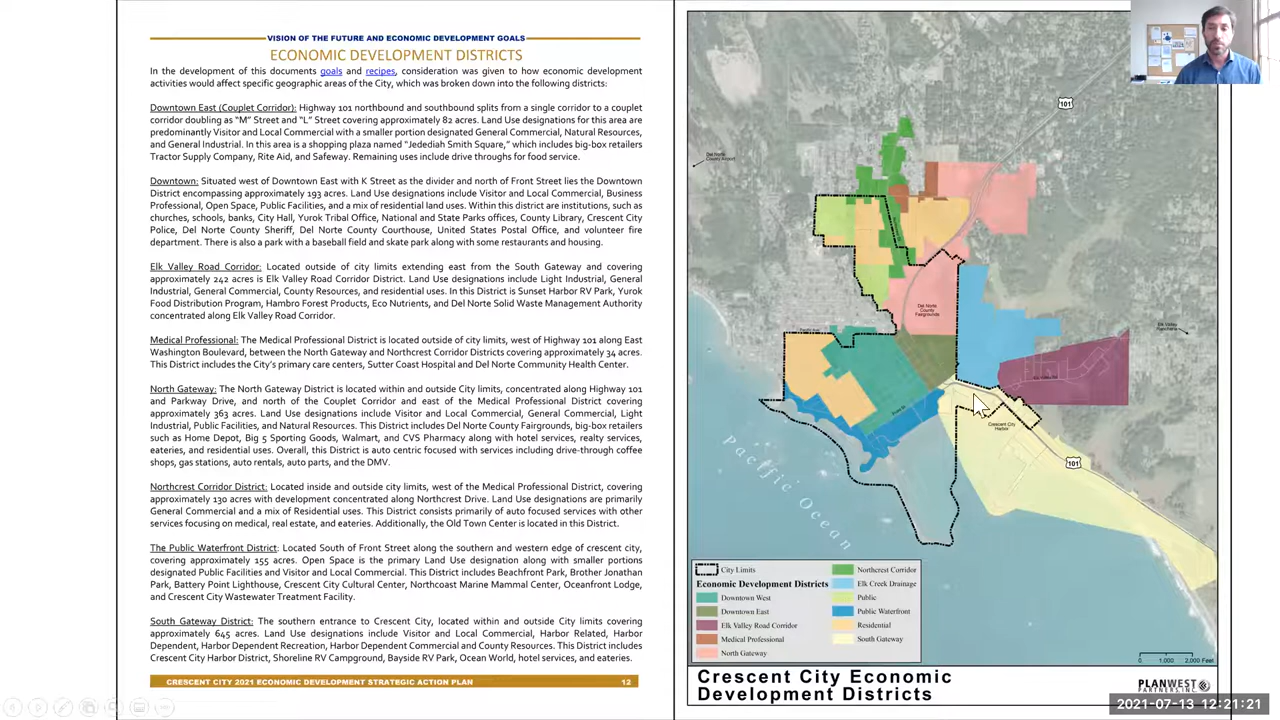 VISION OF THE FUTURE AND ECONOMIC DEVELOPMENT GOALS
ECONOMIC DEVELOPMENT DISTRICTS
In the development of this documents goals and recipes, consideration was given to how economic development
activities would affect specific geographic areas of the City, which was broken down into the following districts:
Downtown East (Couplet Corridor): Highway 101 northbound and southbound splits from a single corridor to a couplet
corridor doubling as "M" Street and "L" Street covering approximately 82 acres. Land Use designations for this area are
predominantly Visitor and Local Commercial with a smaller portion designated General Commercial, Natural Resources,
and General Industrial. In this area is a shopping plaza named "Jedediah Smith Square," which includes big-box retailers
Tractor Supply Company, Rite Aid, and Safeway. Remaining uses include drive throughs for food service.
Downtown: Situated west of Downtown East with K Street as the divider and north of Front Street lies the Downtown
District encompassing approximately 193 acres. Land Use designations include Visitor and Local Commercial, Business
Professional, Open Space, Public Facilities, and a mix of residential land uses. Within this district are institutions, such as
churches, schools, banks, City Hall, Yurok Tribal Office, National and State Parks offices, County Library, Crescent City
Police, Del Norte County Sheriff, Del Norte County Courthouse, United States Postal Office, and volunteer fire
department. There is also a park with a baseball field and skate park along with some restaurants and housing.
Elk Valley Road Corridor: Located outside of city limits extending east from the South Gateway and covering
approximately 242 acres is Elk Valley Road Corridor District. Land Use designations include Light Industrial, General
Industrial, General Commercial, County Resources, and residential uses. In this District is Sunset Harbor RV Park, Yurok
Food Distribution Program, Hambro Forest Products, Eco Nutrients, and Del Norte Solid Waste Management Authority
concentrated along Elk Valley Road Corridor.
Medical Professional: The Medical Professional District is located outside of city limits, west of Highway 101 along East
Washington Boulevard, between the North Gateway and Northcrest Corridor Districts covering approximately 34 acres.
This District includes the City's primary care centers, Sutter Coast Hospital and Del Norte Community Health Center.
North Gateway: The North Gateway District is located within and outside City limits, concentrated along Highway 101
and Parkway Drive, and north of the Couplet Corridor and east of the Medical Professional District covering
approximately 363 acres. Land Use designations include Visitor and Local Commercial, General Commercial, Light
Industrial, Public Facilities, and Natural Resources. This District includes Del Norte County Fairgrounds, big-box retailers
such as Home Depot, Big 5 Sporting Goods, Walmart, and CVS Pharmacy along with hotel services, realty services,
eateries, and residential uses. Overall, this District is auto centric focused with services including drive-through coffee
shops, gas stations, auto rentals, auto parts, and the DMV.
Northcrest Corridor District: Located inside and outside city limits, west of the Medical Professional District, covering
approximately 130 acres with development concentrated along Northcrest Drive. Land Use designations are primarily
General Commercial and a mix of Residential uses. This District consists primarily of auto focused services with other
services focusing on medical, real estate, and eateries. Additionally, the Old Town Center is located in this District.
The Public Waterfront District: Located South of Front Street along the southern and western edge of crescent city,
covering approximately 155 acres. Open Space is the primary Land Use designation along with smaller portions
designated Public Facilities and Visitor and Local Commercial. This District includes Beachfront Park, Brother Jonathan
Park, Battery Point Lighthouse, Crescent City Cultural Center, Northcoast Marine Mammal Center, Oceanfront Lodge,
and Crescent City Wastewater Treatment Facility.
South Gateway District: The southern entrance to Crescent City, located within and outside City limits covering
approximately 645 acres. Land Use designations include Visitor and Local Commercial, Harbor Related, Harbor
Dependent, Harbor Dependent Recreation, Harbor Dependent Commercial and County Resources. This District includes
Crescent City Harbor District, Shoreline RV Campground, Bayside RV Park, Ocean World, hotel services, and eateries.
CRESCENT CITY 2021 ECONOMIC DEVELOPMENT STRATEGIC ACTION PLAN 12
101
Del Norte
County Airport
Del Norte
County
Fairgrounds
Pacific Ave
Elk Valley
Crescent City
Harbor
101
Pacific Ocean
City Limits
Economic Development Districts
Downtown West
Downtown East
Elk Valley Road Corridor
Medical Professional
North Gateway
Northcrest Corridor
Elk Creek Drainage
Public
Public Waterfront
Residential
South Gateway
0 1,000 2,000 Feet
Crescent City Economic
Development Districts
PLANWEST
PARTNERS, INC.
2021-07-13 12:21:21